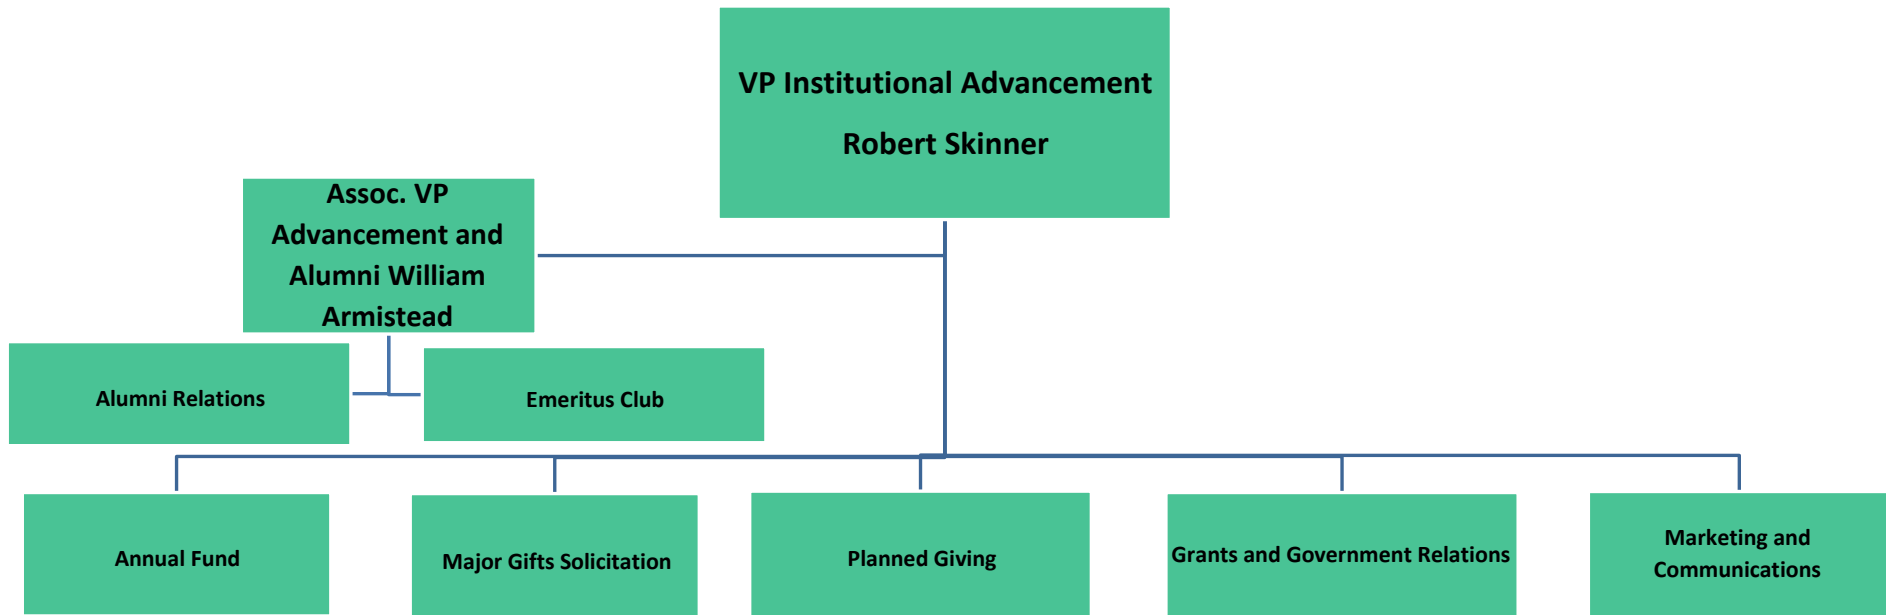 VP Institutional Advancement
Robert Skinner
Assoc. VP
Advancement and
Alumni William
Armistead
Alumni Relations
Emeritus Club
Annual Fund
Major Gifts Solicitation
Planned Giving
Grants and Government Relations
Marketing and
Communications